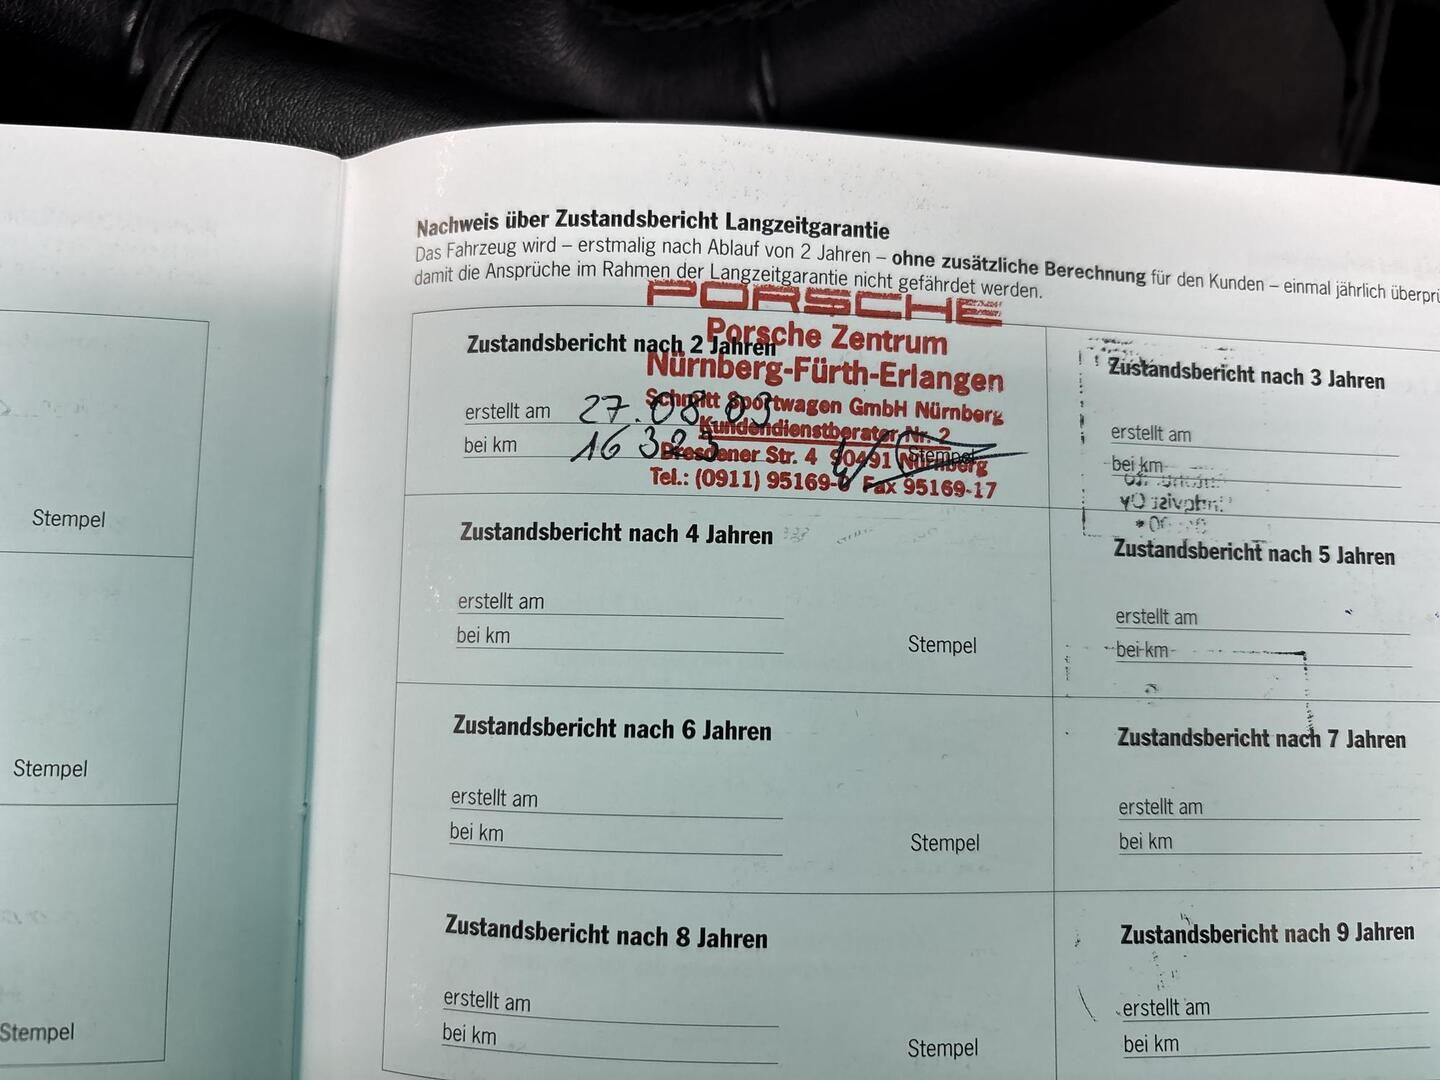 Nachweis über Zustandsbericht Langzeitgarantie
Das Fahrzeug wird – erstmalig nach Ablauf von 2 Jahren – ohne zusätzliche Berechnung für den Kunden – einmal jährlich
damit die Ansprüche im Rahmen der Langzeitgarantie nicht gefährdet werden.
PORSCHE
Porsche Zentrum
Nürnberg-Fürth-Erlangen
Schmitt Sportwagen GmbH Nürnberg
Kundendienstberater Nr. 2
Dresdener Str. 4 90491 Nürnberg
Tel.: (0911) 95169-0 Fax 95169-17
Zustandsbericht nach 2 Jahren
erstellt am 27.08.03
bei km 16 323
Stempel
Zustandsbericht nach 3 Jahren
erstellt am
bei km
Zustandsbericht nach 4 Jahren
erstellt am
bei km
Stempel
Zustandsbericht nach 5 Jahren
erstellt am
bei km
Zustandsbericht nach 6 Jahren
erstellt am
bei km
Stempel
Zustandsbericht nach 7 Jahren
erstellt am
bei km
Zustandsbericht nach 8 Jahren
erstellt am
bei km
Stempel
Zustandsbericht nach 9 Jahren
erstellt am
bei km
Stempel
Stempel
Stempel